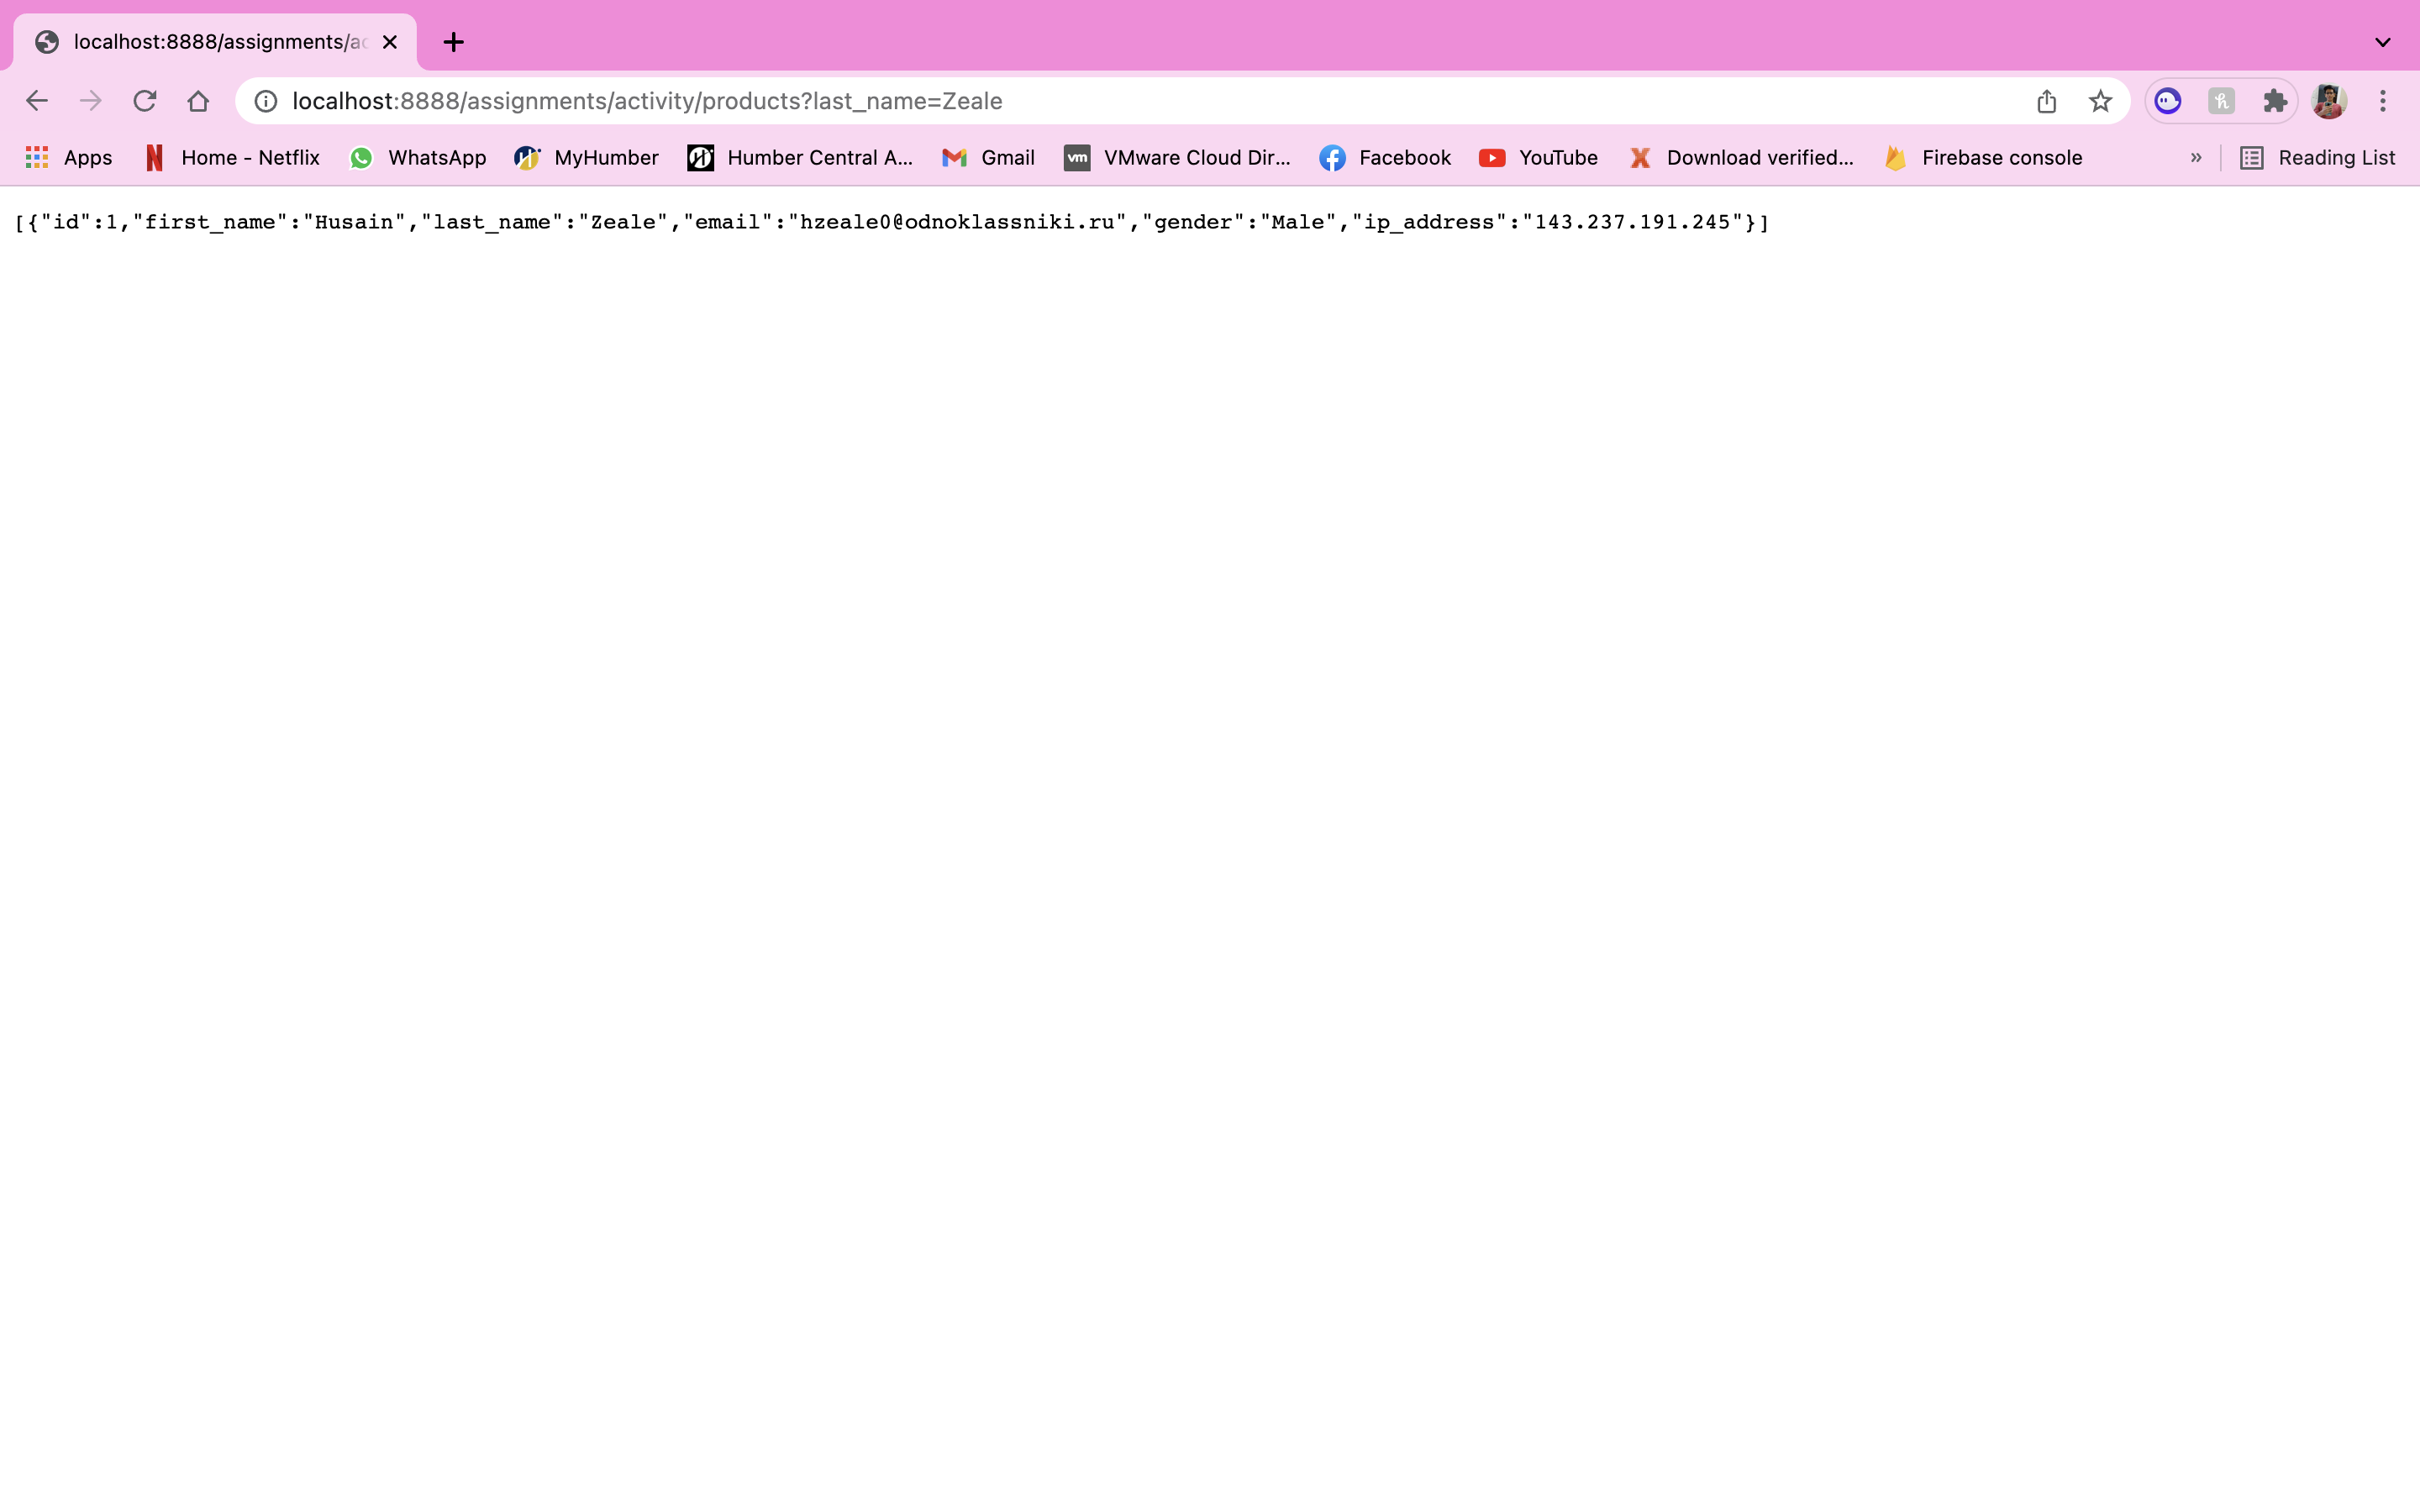 localhost:8888/assignments/ac
localhost:8888/assignments/activity/products?last_name=Zeale
Apps Home - Netflix WhatsApp MyHumber Humber Central A... Gmail vm VMware Cloud Dir... Facebook YouTube Download verified... Firebase console » Reading List
[{"id":1,"first_name":"Husain","last_name":"Zeale","email":"hzeale0@odnoklassniki.ru","gender":"Male","ip_address":"143.237.191.245"}]